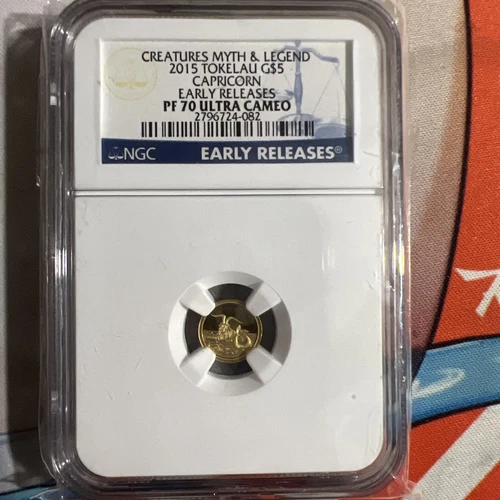 CREATURES MYTH & LEGEND
2015 TOKELAU G$5
CAPRICORN
EARLY RELEASES
PF 70 ULTRA CAMEO
2796724-082
NGC EARLY RELEASES®